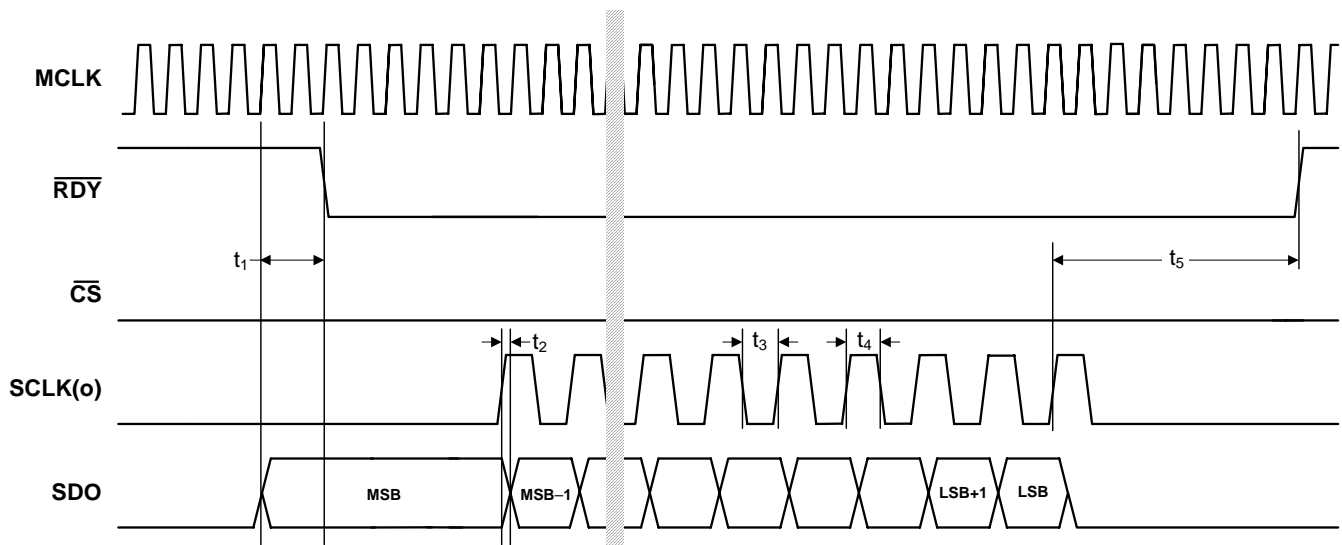 MCLK
RDY
t1
t5
CS
t2
t3
t4
SCLK(o)
SDO
MSB
MSB–1
LSB+1
LSB